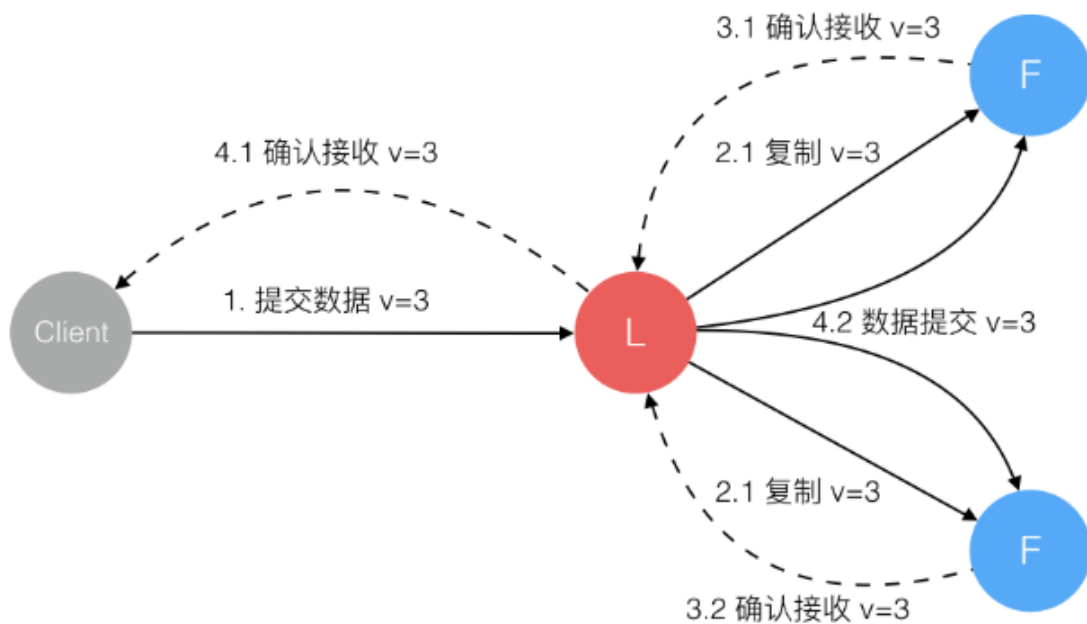 3.1 确认接收 v=3
F
4.1 确认接收 v=3
2.1 复制 v=3
1. 提交数据 v=3
Client
L
4.2 数据提交 v=3
2.1 复制 v=3
F
3.2 确认接收 v=3